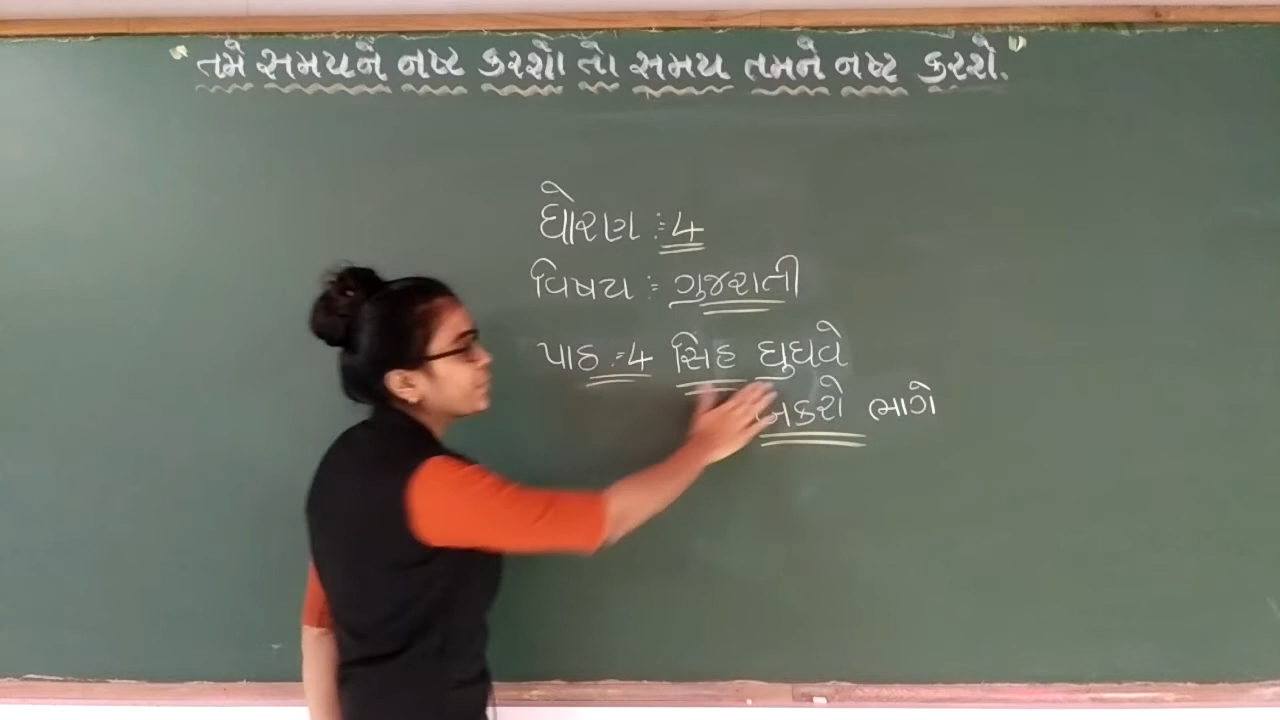 "તમે સમયને નષ્ટ કરશો તો સમય તમને નષ્ટ કરશે."
ધોરણ :- 4
વિષય :- ગુજરાતી
પાઠ :- 4 સિંહ ઘુઘવે
બકરો ભાગે